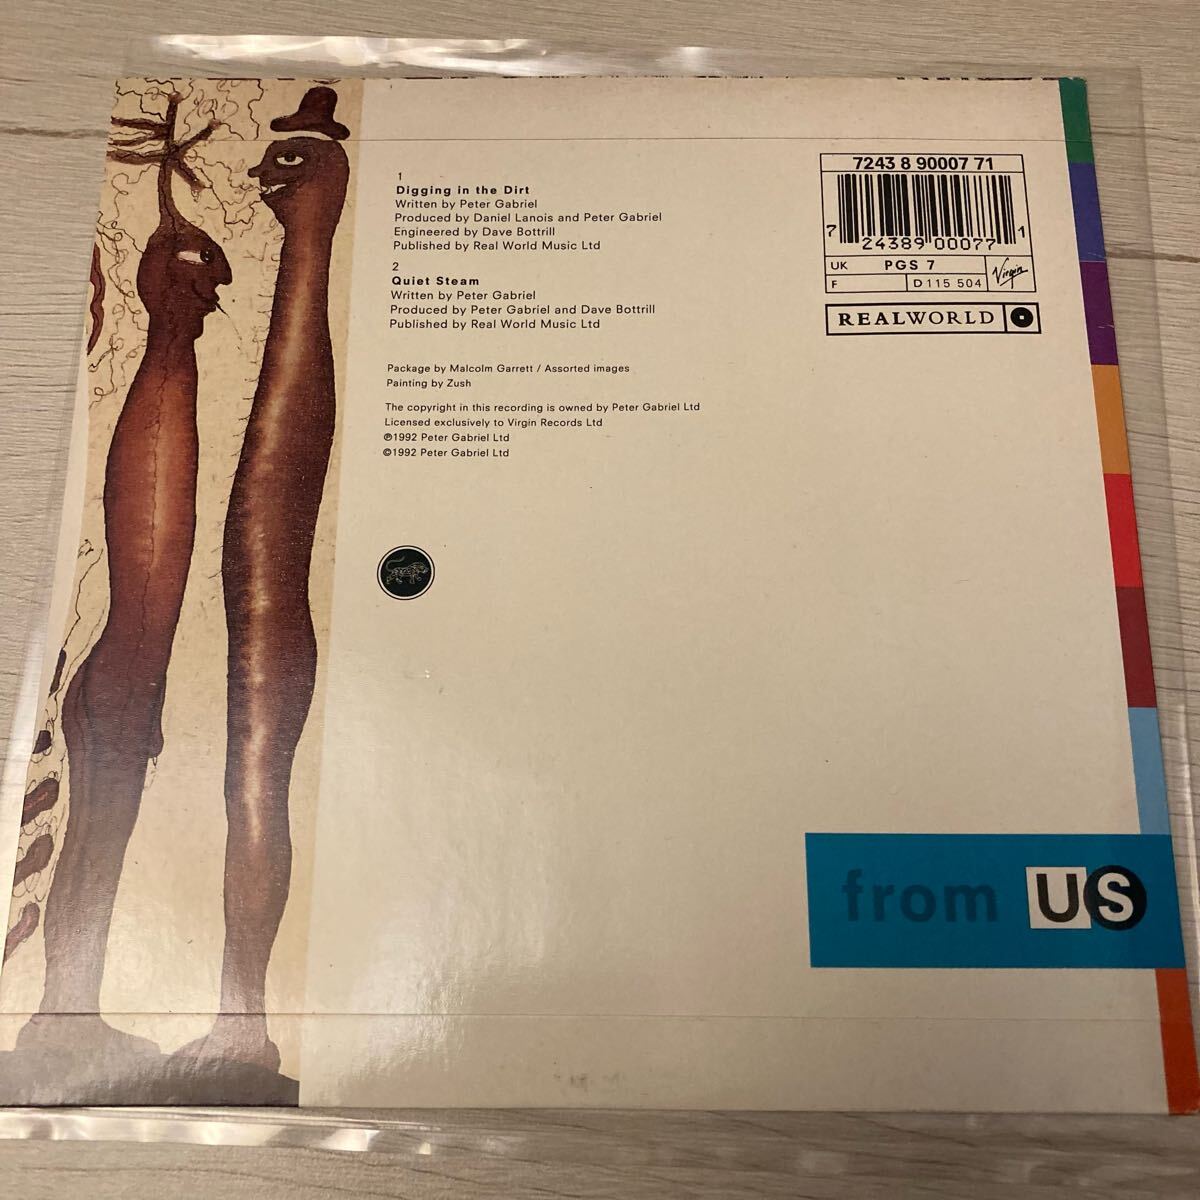 1
Digging in the Dirt
Written by Peter Gabriel
Produced by Daniel Lanois and Peter Gabriel
Engineered by Dave Bottrill
Published by Real World Music Ltd
2
Quiet Steam
Written by Peter Gabriel
Produced by Peter Gabriel and Dave Bottrill
Published by Real World Music Ltd
Package by Malcolm Garrett / Assorted images
Painting by Zush
The copyright in this recording is owned by Peter Gabriel Ltd
Licensed exclusively to Virgin Records Ltd
℗1992 Peter Gabriel Ltd
©1992 Peter Gabriel Ltd
7243 8 90007 71
7 24389 00077 1
UK PGS 7
F D 115 504
Virgin
REALWORLD
from US